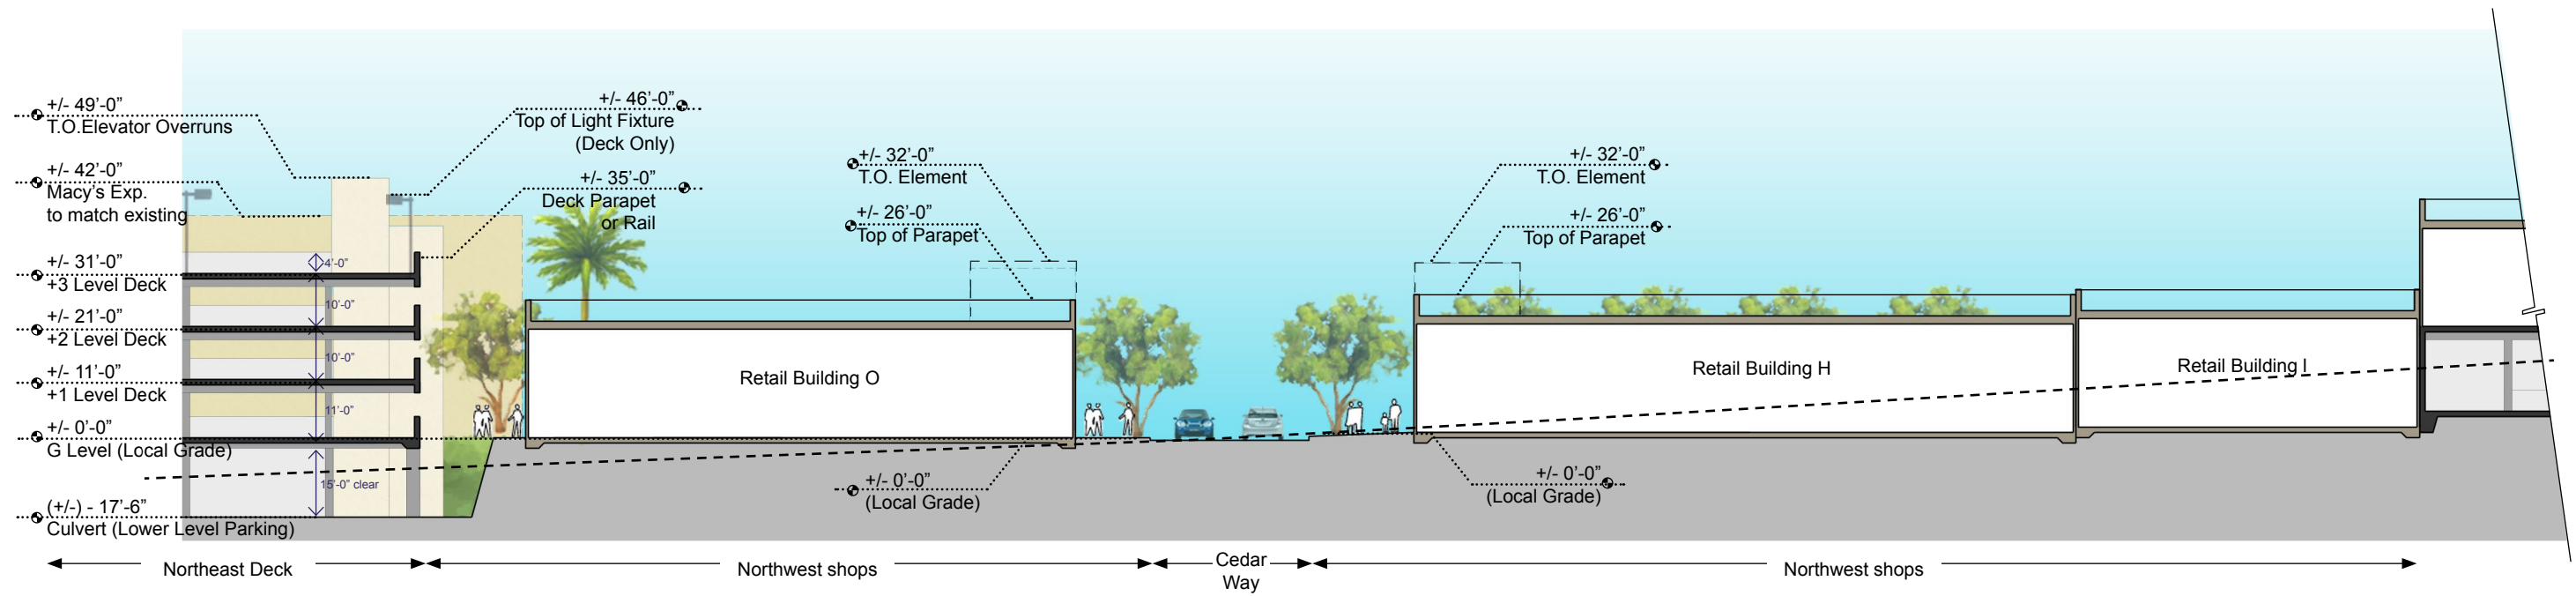 +/- 49’-0”
T.O.Elevator Overruns
+/- 42’-0”
Macy’s Exp.
to match existing
+/- 31’-0”
+3 Level Deck
+/- 21’-0”
+2 Level Deck
+/- 11’-0”
+1 Level Deck
+/- 0’-0”
G Level (Local Grade)
(+/-) - 17’-6”
Culvert (Lower Level Parking)
4’-0”
10’-0”
10’-0”
11’-0”
15’-0” clear
+/- 46’-0”
Top of Light Fixture
(Deck Only)
+/- 35’-0”
Deck Parapet
or Rail
+/- 32’-0”
T.O. Element
+/- 26’-0”
Top of Parapet
Retail Building O
+/- 0’-0”
(Local Grade)
+/- 32’-0”
T.O. Element
+/- 26’-0”
Top of Parapet
Retail Building H
Retail Building I
+/- 0’-0”
(Local Grade)
Northeast Deck
Northwest shops
Cedar
Way
Northwest shops